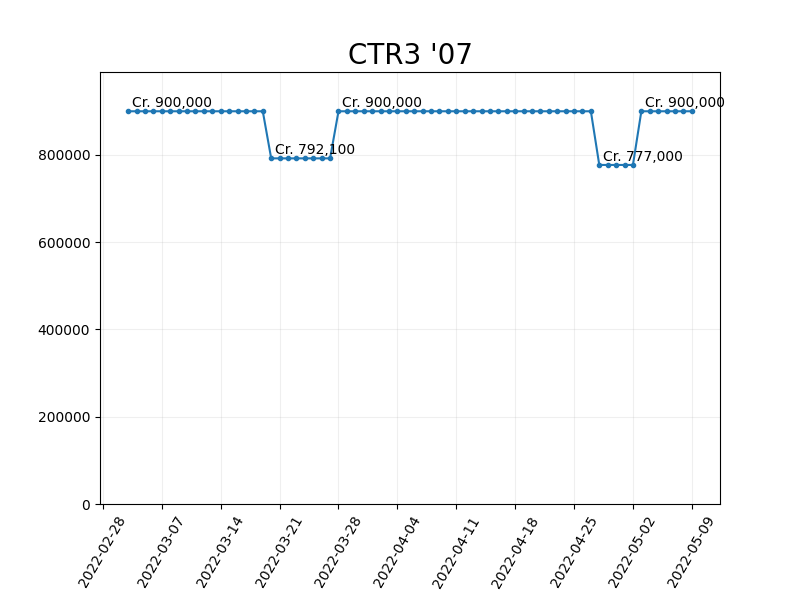 CTR3 '07
Cr. 900,000
Cr. 900,000
Cr. 900,000
Cr. 792,100
Cr. 777,000
800000
600000
400000
200000
0
2022-02-28
2022-03-07
2022-03-14
2022-03-21
2022-03-28
2022-04-04
2022-04-11
2022-04-18
2022-04-25
2022-05-02
2022-05-09